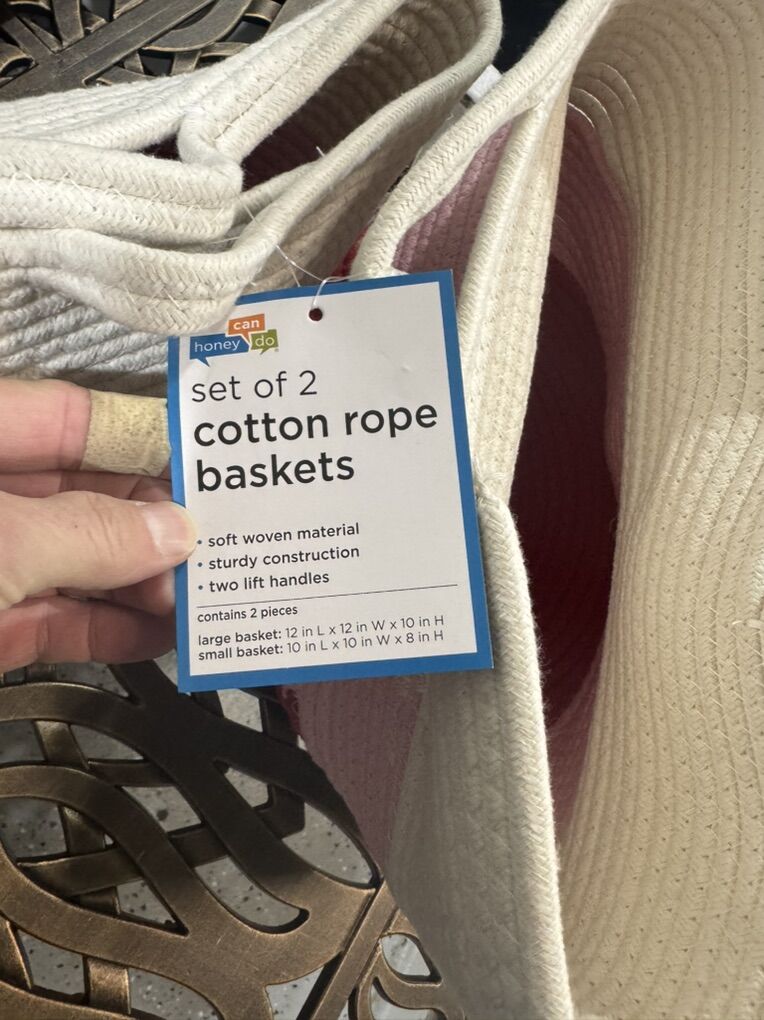 can
honey do
set of 2
cotton rope
baskets
• soft woven material
• sturdy construction
• two lift handles
contains 2 pieces
large basket: 12 in L x 12 in W x 10 in H
small basket: 10 in L x 10 in W x 8 in H